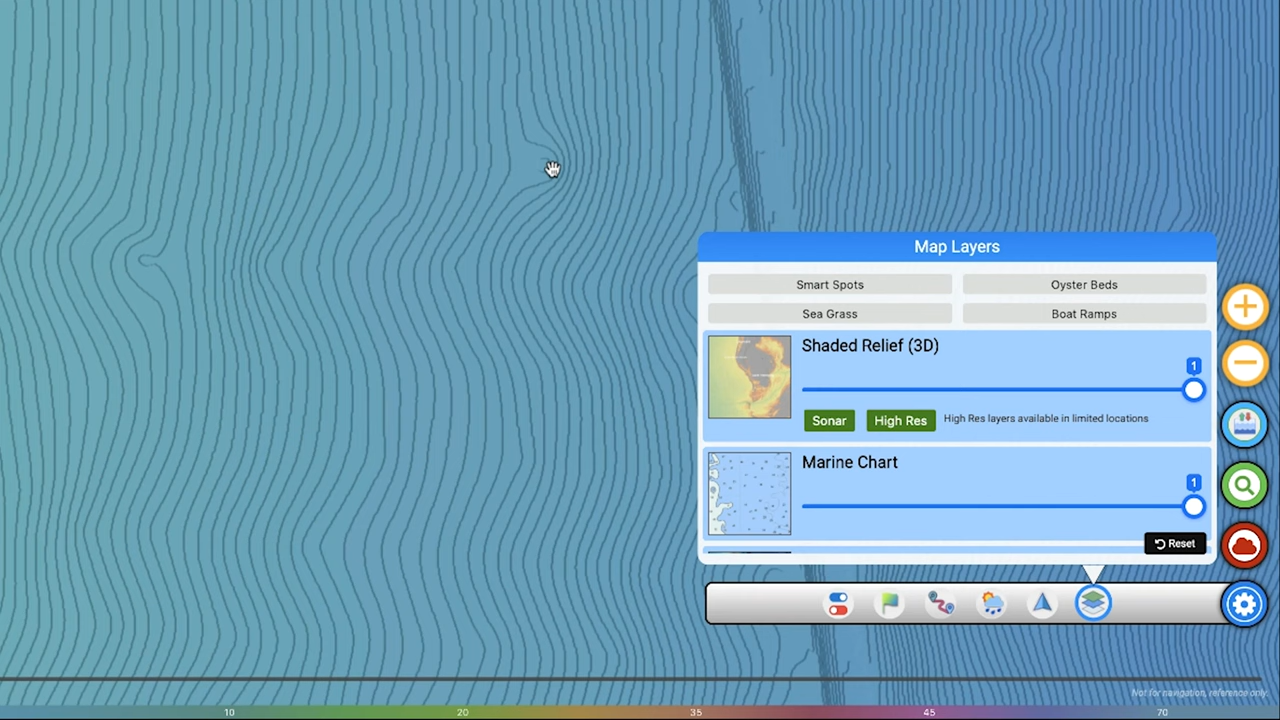 Map Layers
Smart Spots
Oyster Beds
Sea Grass
Boat Ramps
Shaded Relief (3D)
1
Sonar
High Res
High Res layers available in limited locations
Marine Chart
1
Reset
Not for navigation, reference only.
10
20
35
45
70